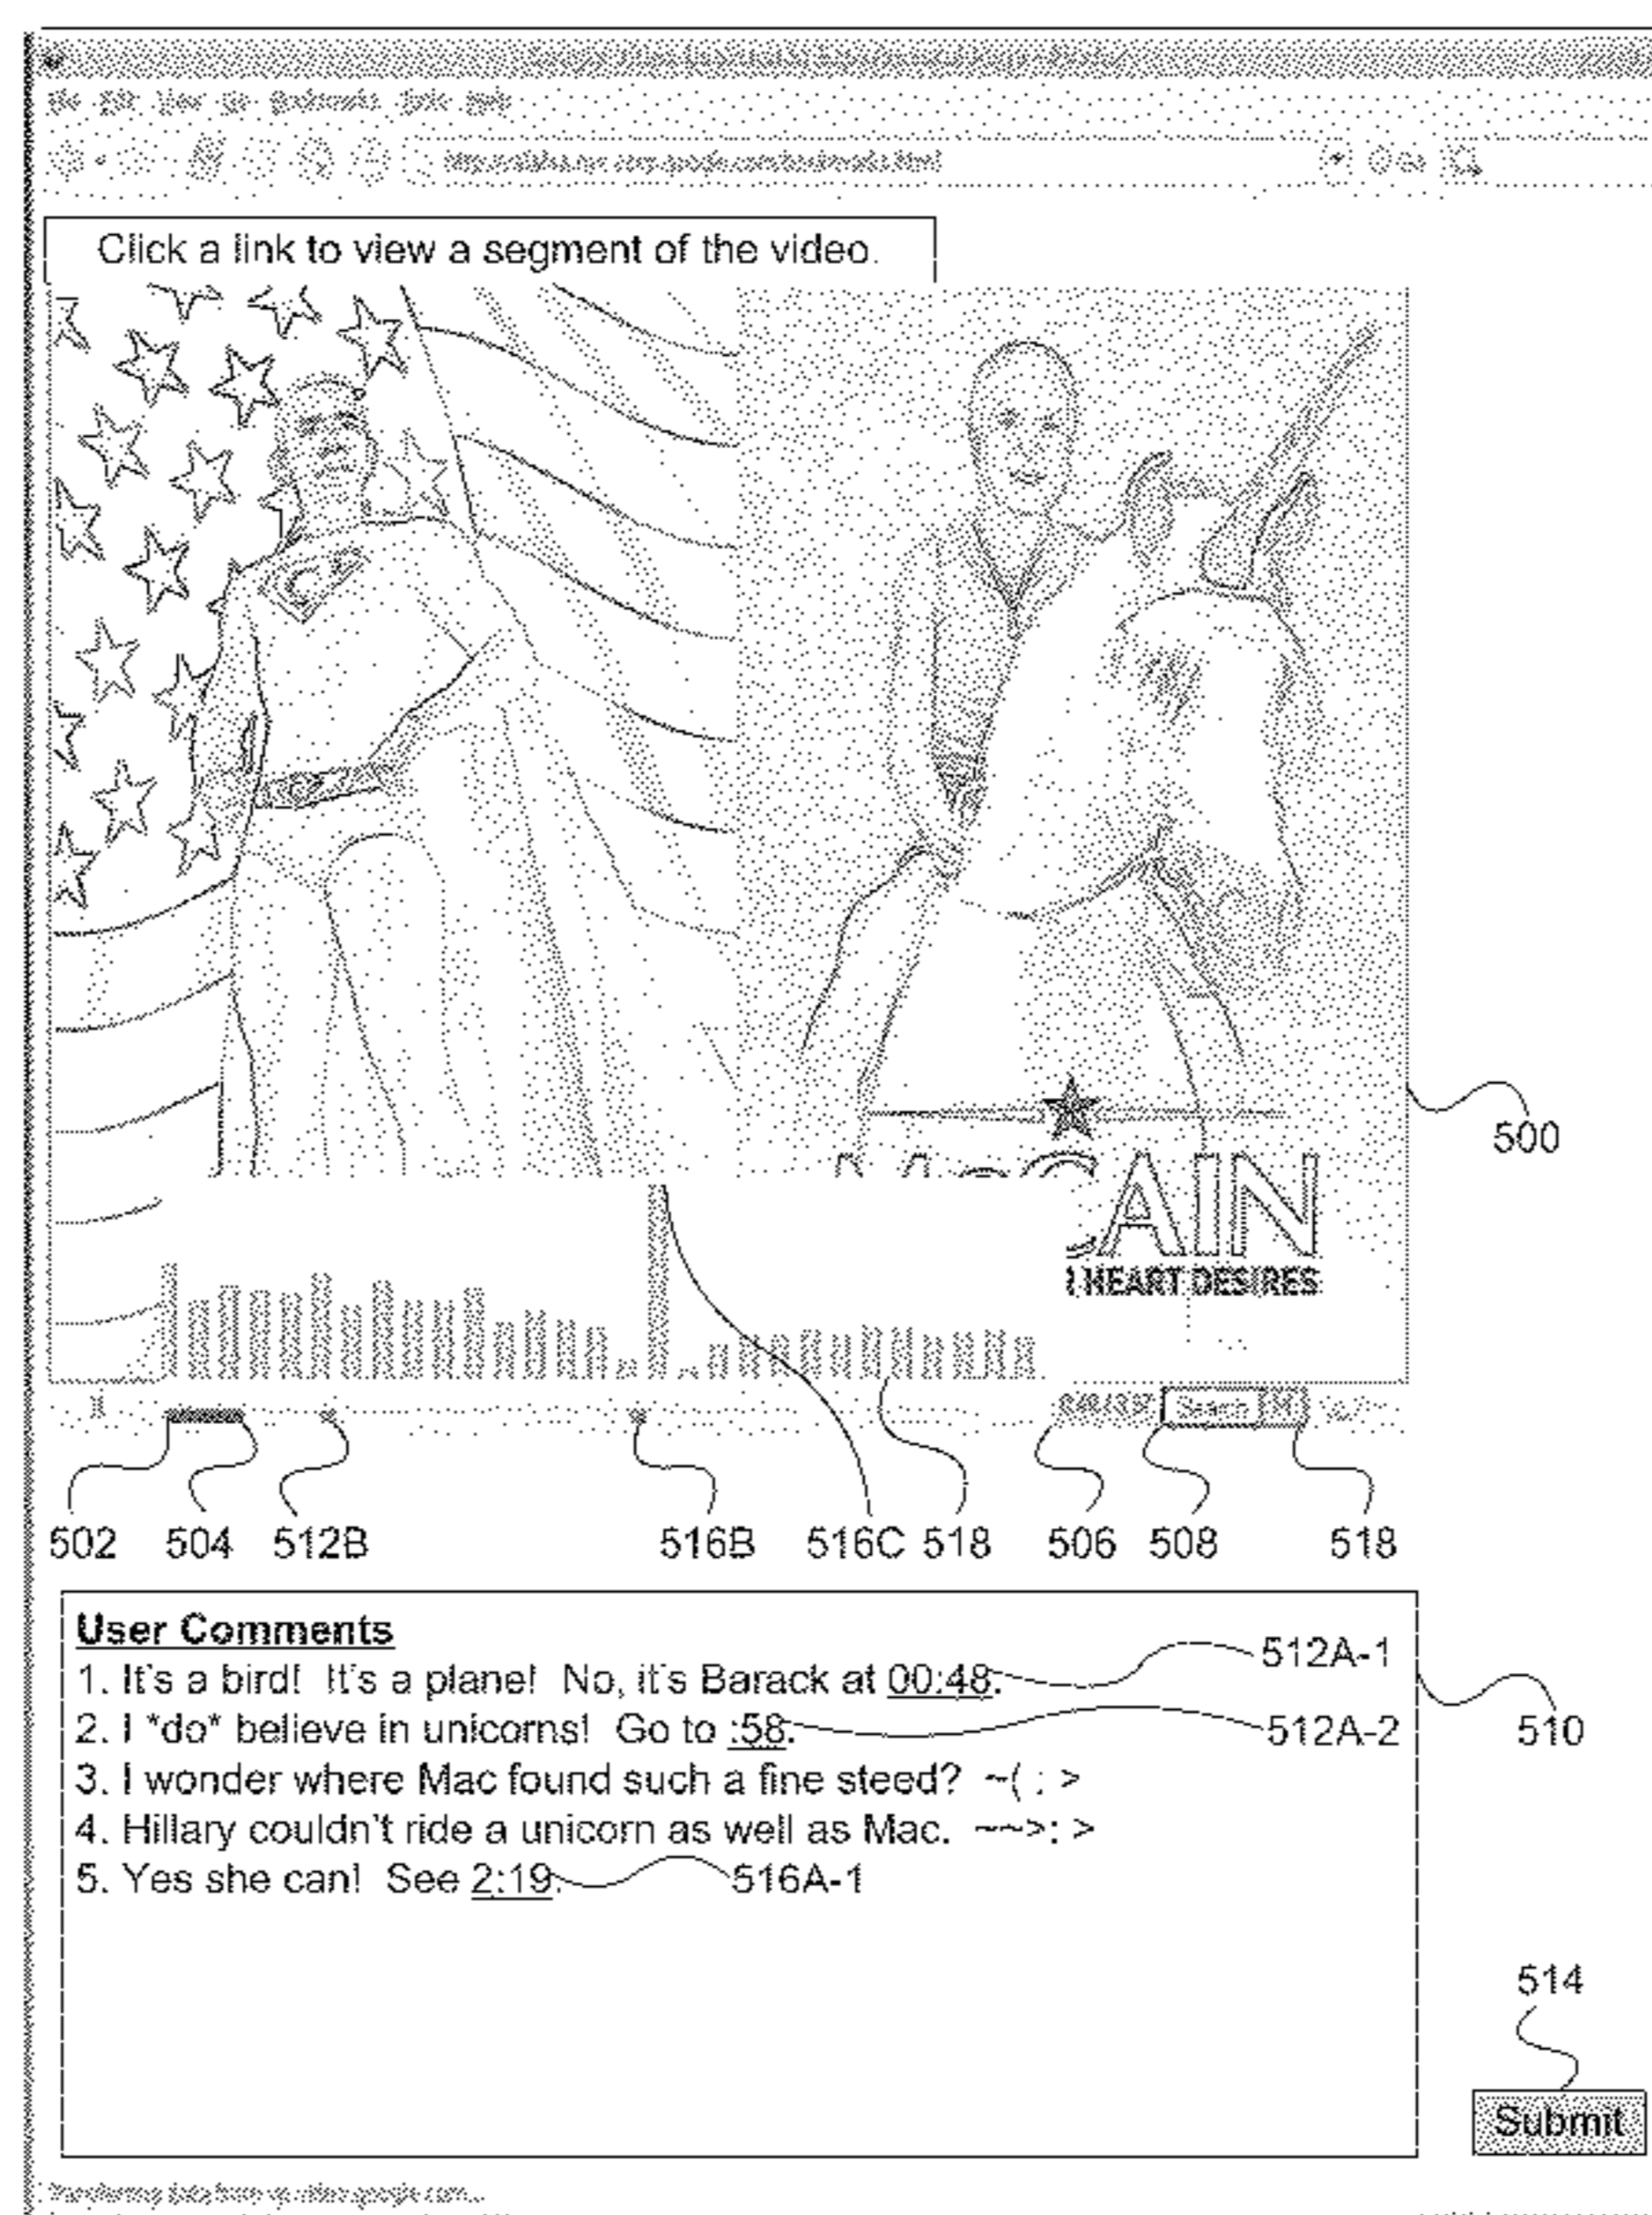 Click a link to view a segment of the video.
McCAIN
HEART DESIRES
Search
500
502 504 512B 516B 516C 518 506 508 518
User Comments
1. It's a bird! It's a plane! No, it's Barack at 00:48. 512A-1
2. I *do* believe in unicorns! Go to :58. 512A-2 510
3. I wonder where Mac found such a fine steed? ~( ; >
4. Hillary couldn't ride a unicorn as well as Mac. ~~>: >
5. Yes she can! See 2:19. 516A-1
514
Submit